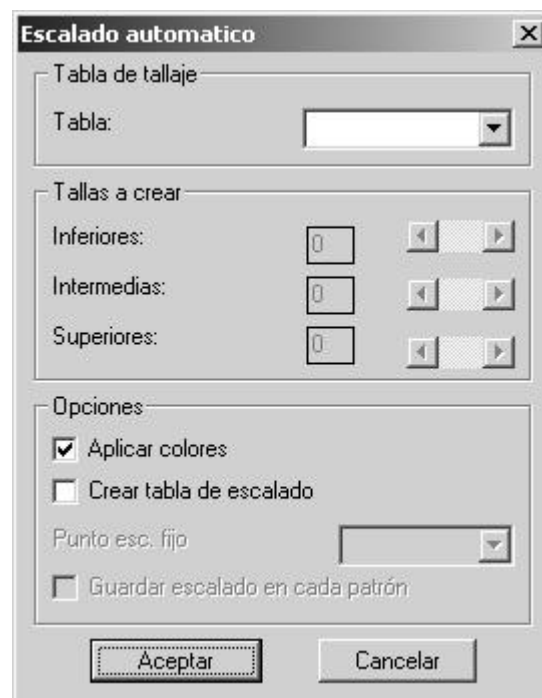 Escalado automatico
Tabla de tallaje
Tabla:
Tallas a crear
Inferiores: 0
Intermedias: 0
Superiores: 0
Opciones
Aplicar colores
Crear tabla de escalado
Punto esc. fijo
Guardar escalado en cada patrón
Aceptar Cancelar